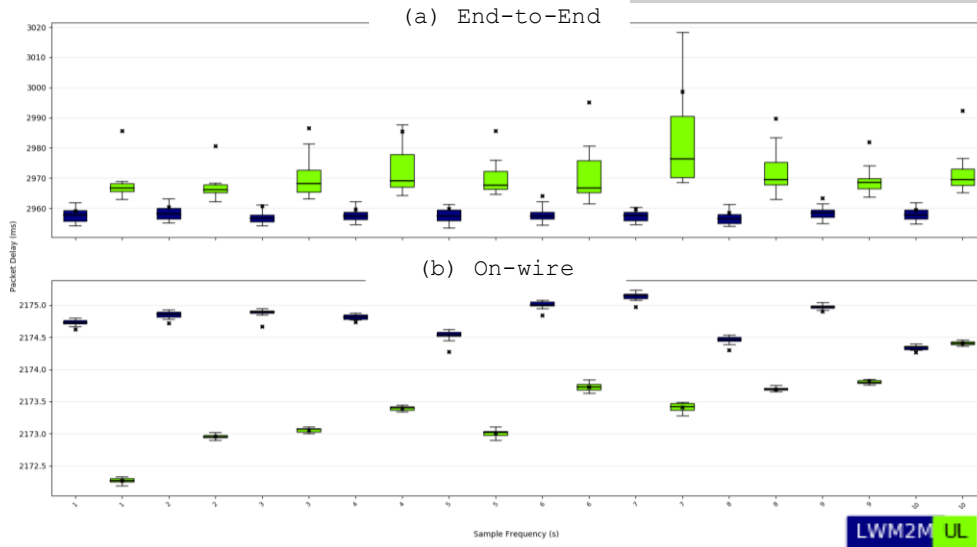 (a) End-to-End
3020
3010
3000
2990
2980
2970
2960
Packet Delay (ms)
(b) On-wire
2175.0
2174.5
2174.0
2173.5
2173.0
2172.5
1 1 2 2 3 3 4 4 5 5 6 6 7 7 8 8 9 9 10 10
Sample Frequency (s)
LWM2M UL